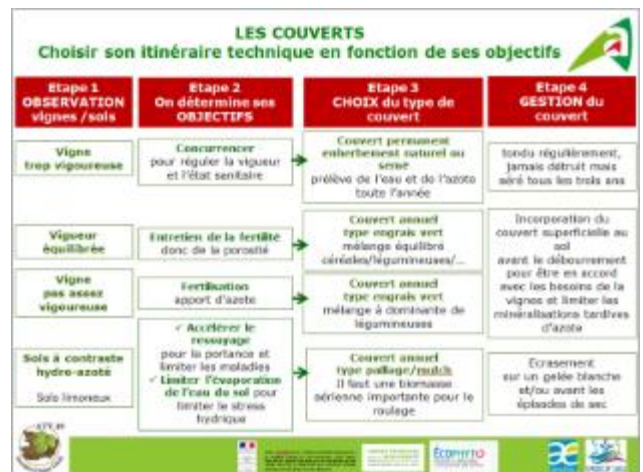 LES COUVERTS
Choisir son itinéraire technique en fonction de ses objectifs
Etape 1
OBSERVATION
vignes /sols
Etape 2
On détermine ses
OBJECTIFS
Etape 3
CHOIX du type de
couvert
Etape 4
GESTION du
couvert
Vigne
trop vigoureuse
Concurrencer
pour réguler la vigueur
et l'état sanitaire
Couvert permanent
enherbement naturel ou
semé
prélève de l'eau et de l'azote
toute l'année
tondu régulièrement,
jamais détruit mais
aéré tous les trois ans
Vigueur
équilibrée
Entretien de la fertilité
donc de la porosité
Couvert annuel
type engrais vert
mélange équilibré
céréales/légumineuses/...
Incorporation du
couvert superficielle au
sol
avant le débourrement
pour être en accord
avec les besoins de la
vignes et limiter les
minéralisations tardives
d'azote
Vigne
pas assez
vigoureuse
Fertilisation
apport d'azote
Couvert annuel
type engrais vert
mélange à dominante de
légumineuses
Sols à contraste
hydro-azoté
Sols limoneux
✓ Accélérer le
ressuyage
pour la portance et
limiter les maladies
✓ Limiter l'évaporation
de l'eau du sol pour
limiter le stress
hydrique
Couvert annuel
type paillage/mulch
Il faut une biomasse
aérienne importante pour le
roulage
Ecrasement
sur un gelée blanche
et/ou avant les
épisodes de sec
ECOPHYTO